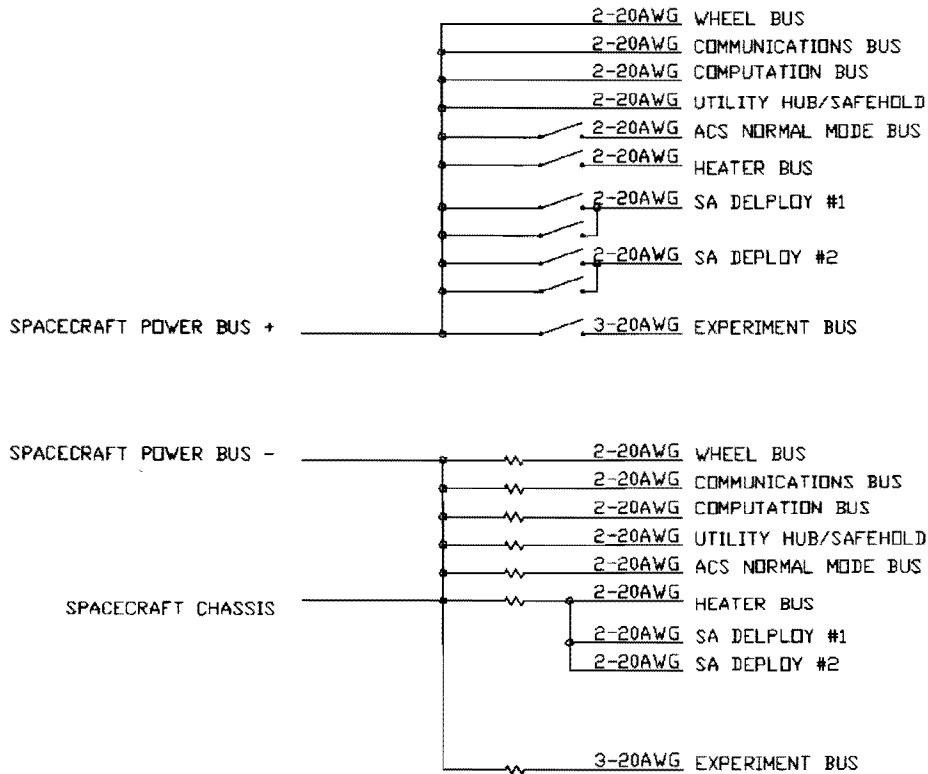 2-20AWG WHEEL BUS
2-20AWG COMMUNICATIONS BUS
2-20AWG COMPUTATION BUS
2-20AWG UTILITY HUB/SAFEHOLD
2-20AWG ACS NORMAL MODE BUS
2-20AWG HEATER BUS
2-20AWG SA DELPLOY #1
2-20AWG SA DEPLOY #2
SPACECRAFT POWER BUS + 3-20AWG EXPERIMENT BUS
SPACECRAFT POWER BUS - 2-20AWG WHEEL BUS
2-20AWG COMMUNICATIONS BUS
2-20AWG COMPUTATION BUS
2-20AWG UTILITY HUB/SAFEHOLD
2-20AWG ACS NORMAL MODE BUS
SPACECRAFT CHASSIS 2-20AWG HEATER BUS
2-20AWG SA DELPLOY #1
2-20AWG SA DEPLOY #2
3-20AWG EXPERIMENT BUS